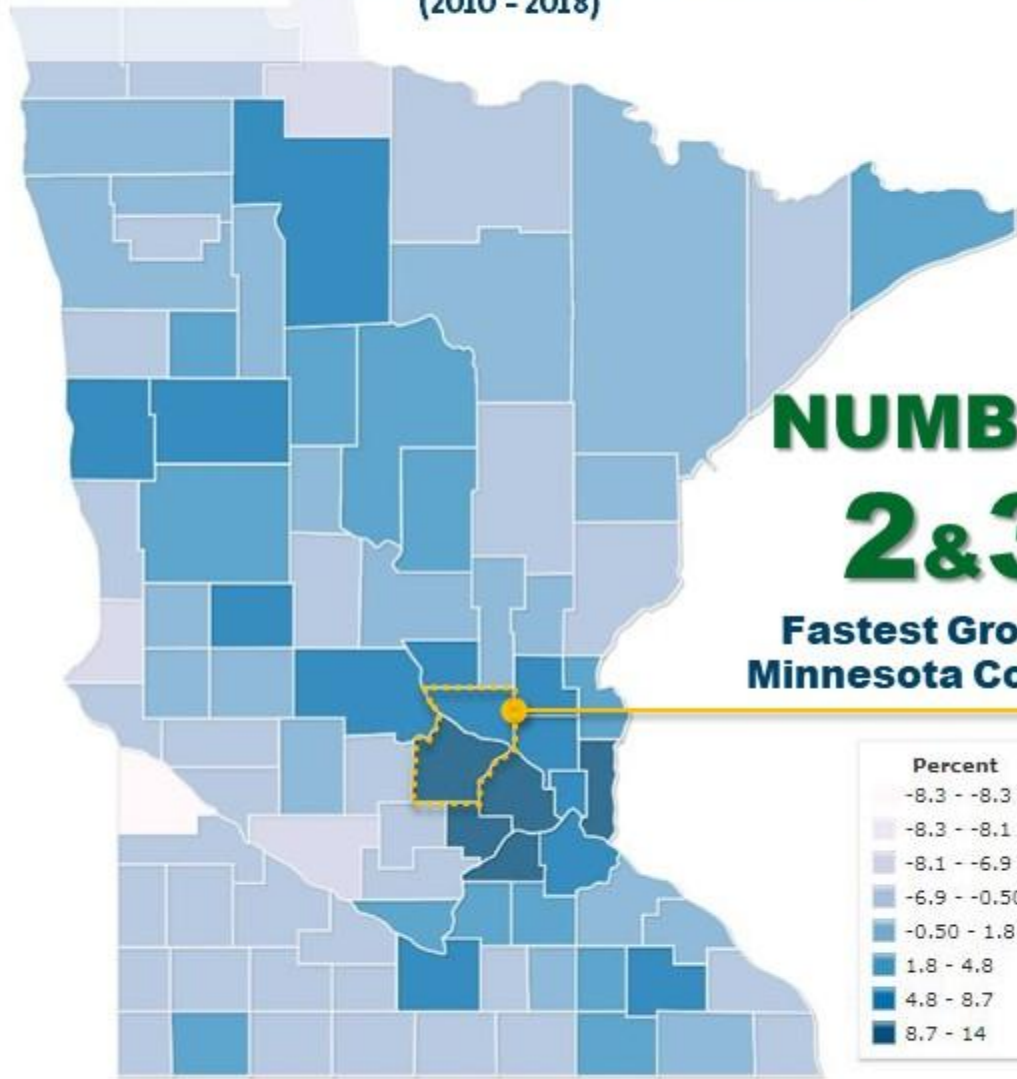 (2010 - 2018)
NUMB
2&3
Fastest Gro
Minnesota Co
Percent
-8.3 - -8.3
-8.3 - -8.1
-8.1 - -6.9
-6.9 - -0.50
-0.50 - 1.8
1.8 - 4.8
4.8 - 8.7
8.7 - 14